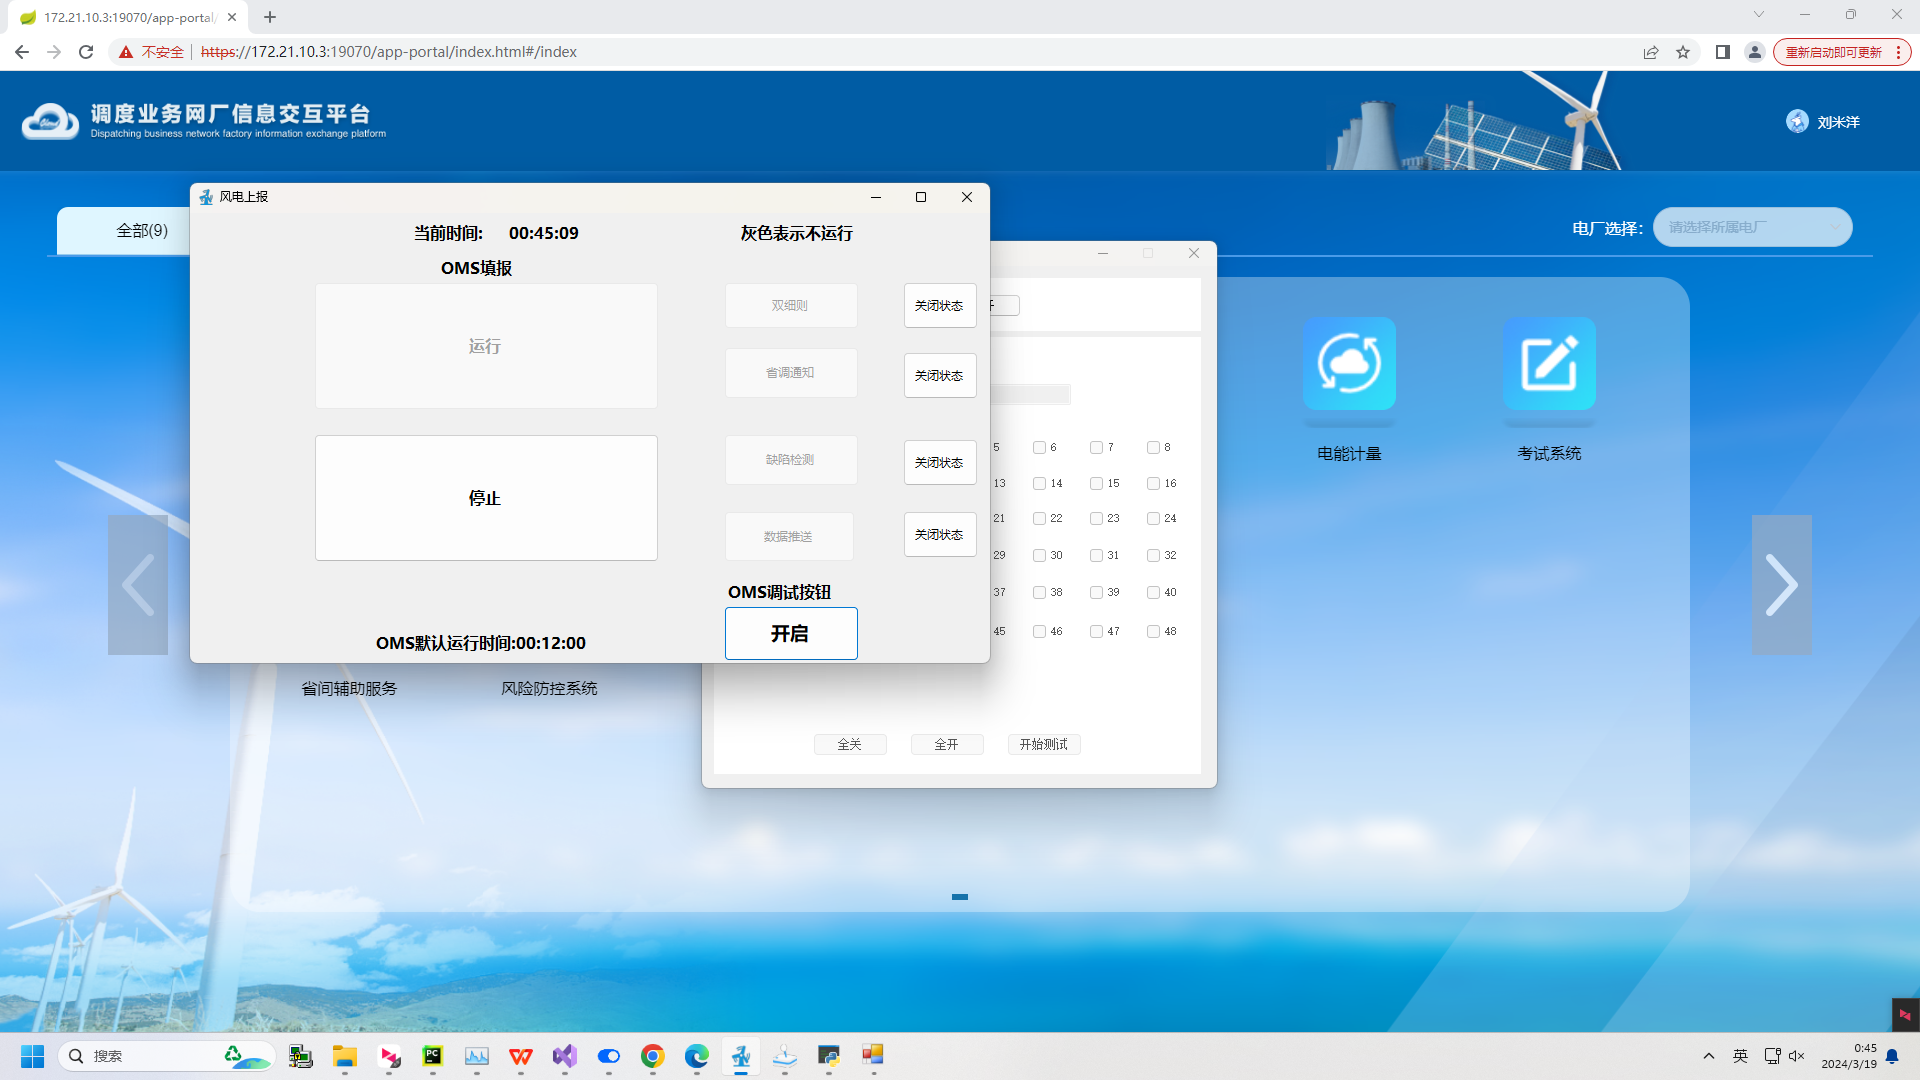 172.21.10.3:19070/app-portal/
不安全
https://172.21.10.3:19070/app-portal/index.html#/index
重新启动即可更新
调度业务网厂信息交互平台
Dispatching business network factory information exchange platform
刘米洋
全部(9)
电厂选择:
请选择所属电厂
风电上报
当前时间: 00:45:09
灰色表示不运行
OMS填报
运行
停止
双细则
关闭状态
省调通知
关闭状态
缺陷检测
关闭状态
数据推送
关闭状态
OMS调试按钮
开启
OMS默认运行时间:00:12:00
5 6 7 8
13 14 15 16
21 22 23 24
29 30 31 32
37 38 39 40
45 46 47 48
全关 全开 开始测试
电能计量
考试系统
省间辅助服务
风险防控系统
搜索
英
0:45
2024/3/19